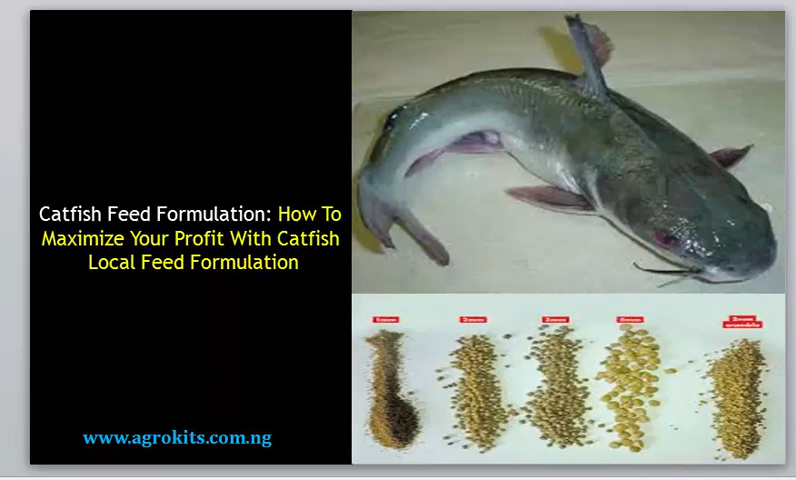 Catfish Feed Formulation: How To
Maximize Your Profit With Catfish
Local Feed Formulation
www.agrokits.com.ng